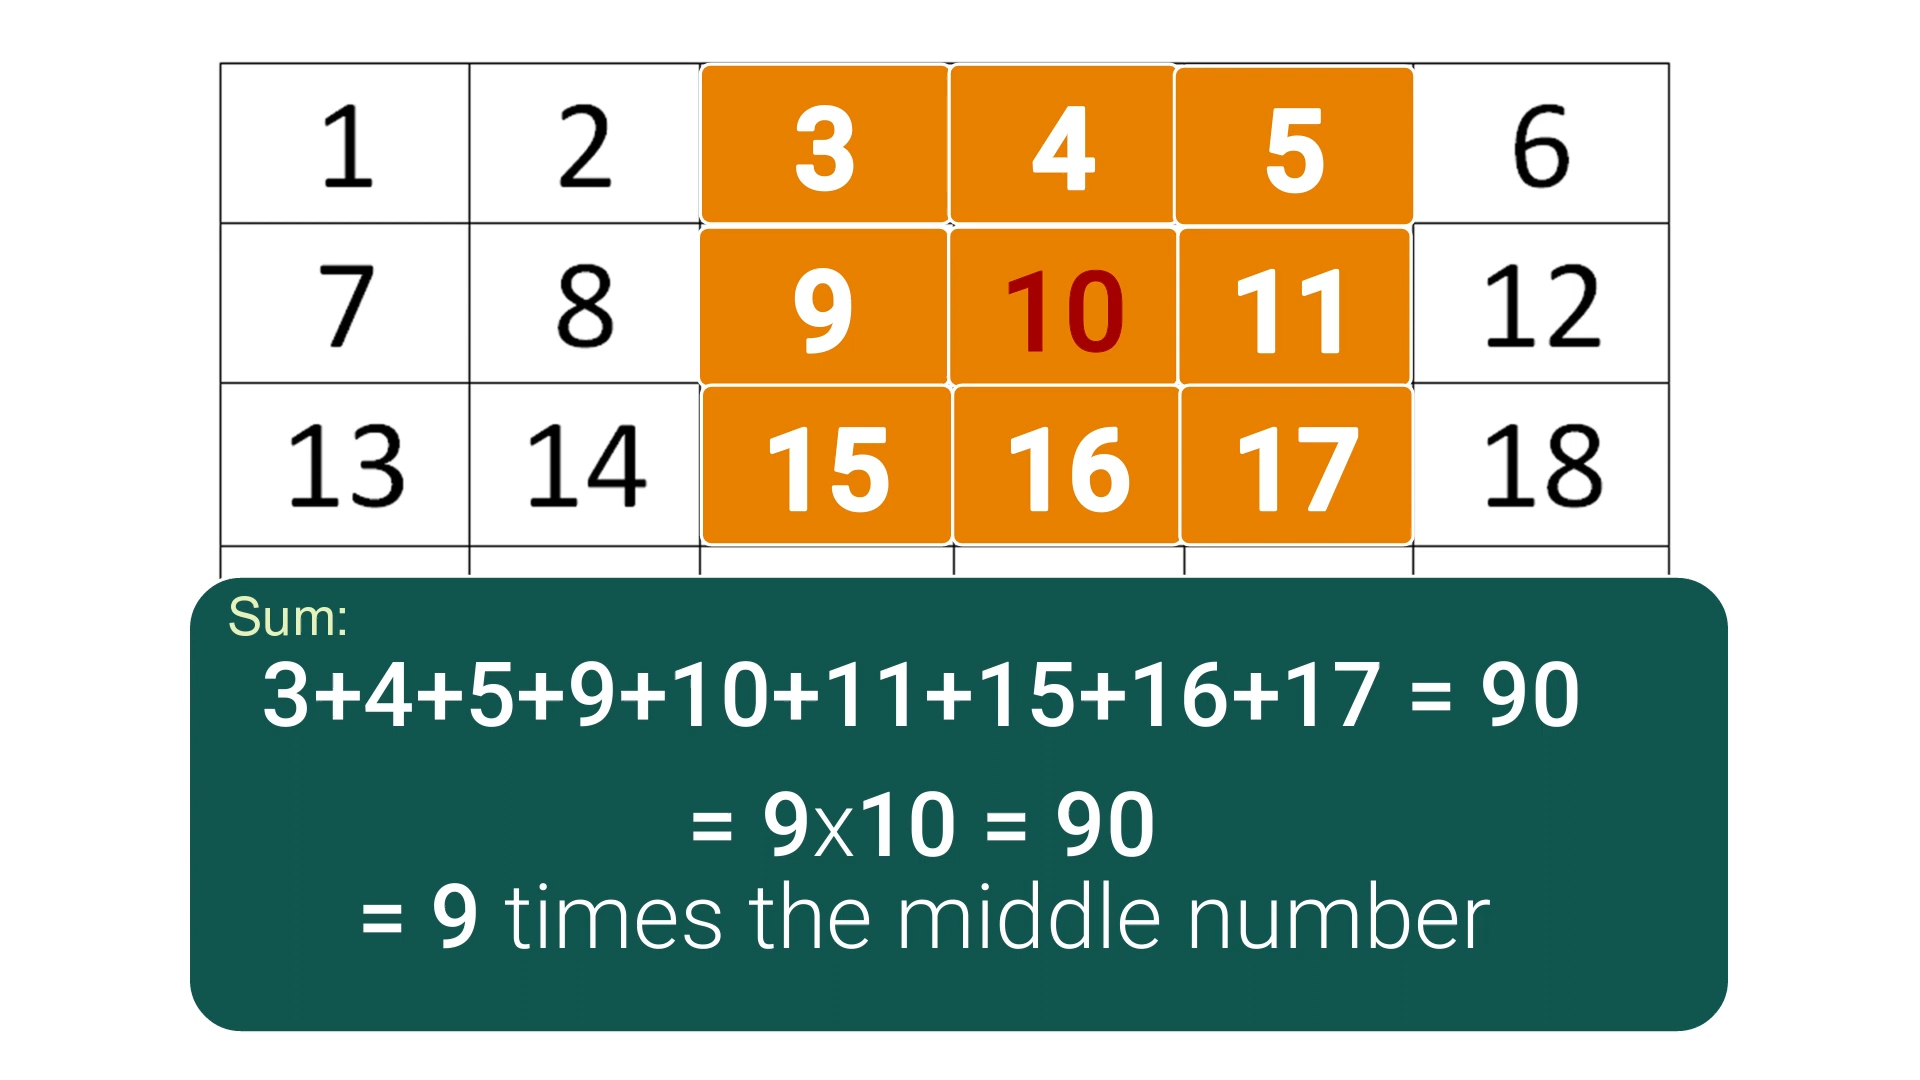 1 2 3 4 5 6
7 8 9 10 11 12
13 14 15 16 17 18
Sum:
3+4+5+9+10+11+15+16+17 = 90
= 9x10 = 90
= 9 times the middle number